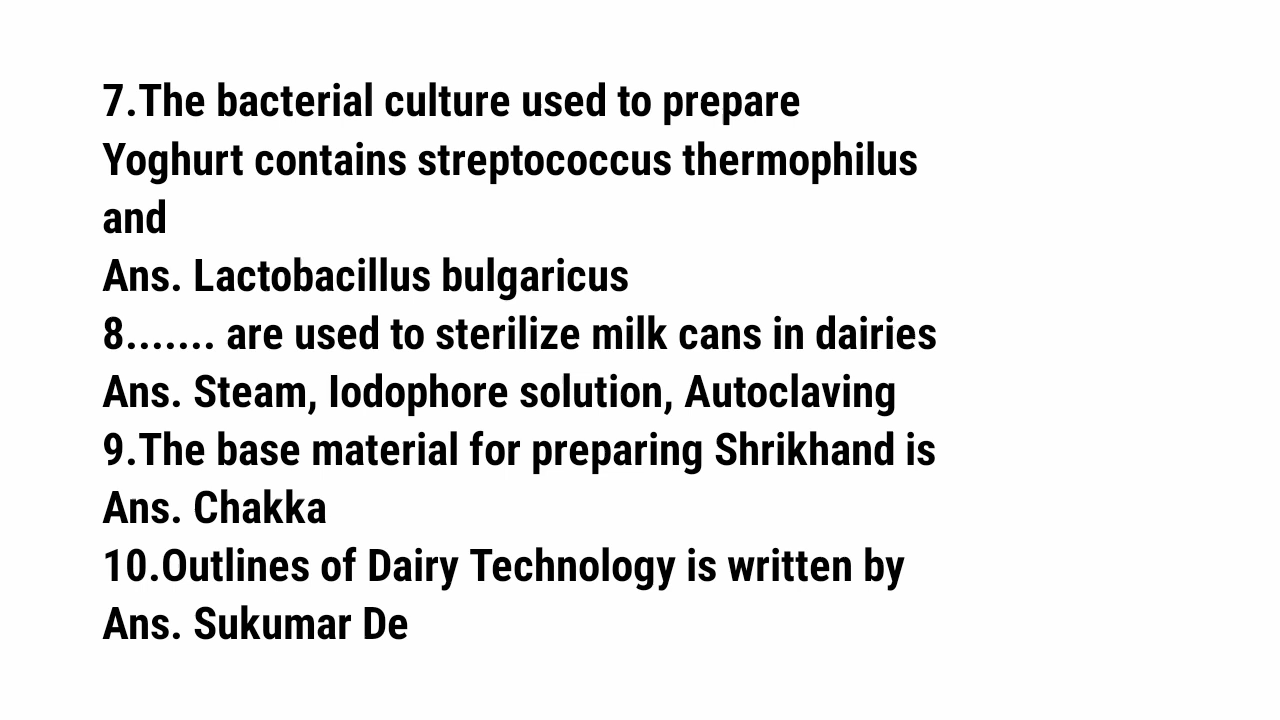 7.The bacterial culture used to prepare
Yoghurt contains streptococcus thermophilus
and
Ans. Lactobacillus bulgaricus
8....... are used to sterilize milk cans in dairies
Ans. Steam, Iodophore solution, Autoclaving
9.The base material for preparing Shrikhand is
Ans. Chakka
10.Outlines of Dairy Technology is written by
Ans. Sukumar De